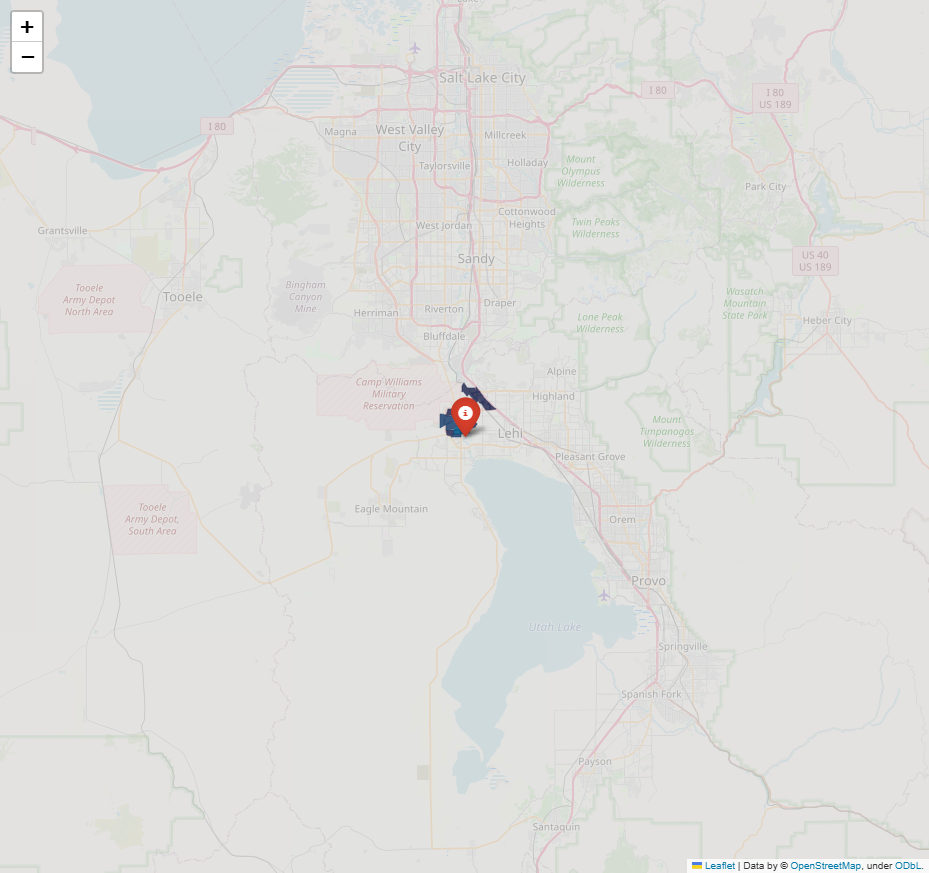 +
−
Lake
Salt Lake City
I 80
I 80
US 189
I 80
Magna
West Valley
City
Millcreek
Taylorsville
Holladay
Mount
Olympus
Wilderness
Park City
Grantsville
West Jordan
Cottonwood
Heights
Twin Peaks
Wilderness
Sandy
US 40
US 189
Tooele
Army Depot
North Area
Tooele
Bingham
Canyon
Mine
Herriman
Riverton
Draper
Bluffdale
Lone Peak
Wilderness
Wasatch
Mountain
State Park
Heber City
Camp Williams
Military
Reservation
Alpine
Highland
Lehi
Mount
Timpanogos
Wilderness
Pleasant Grove
Eagle Mountain
Tooele
Army Depot,
South Area
Orem
Provo
Utah Lake
Springville
Spanish Fork
Payson
Santaquin
Leaflet | Data by © OpenStreetMap, under ODbL.